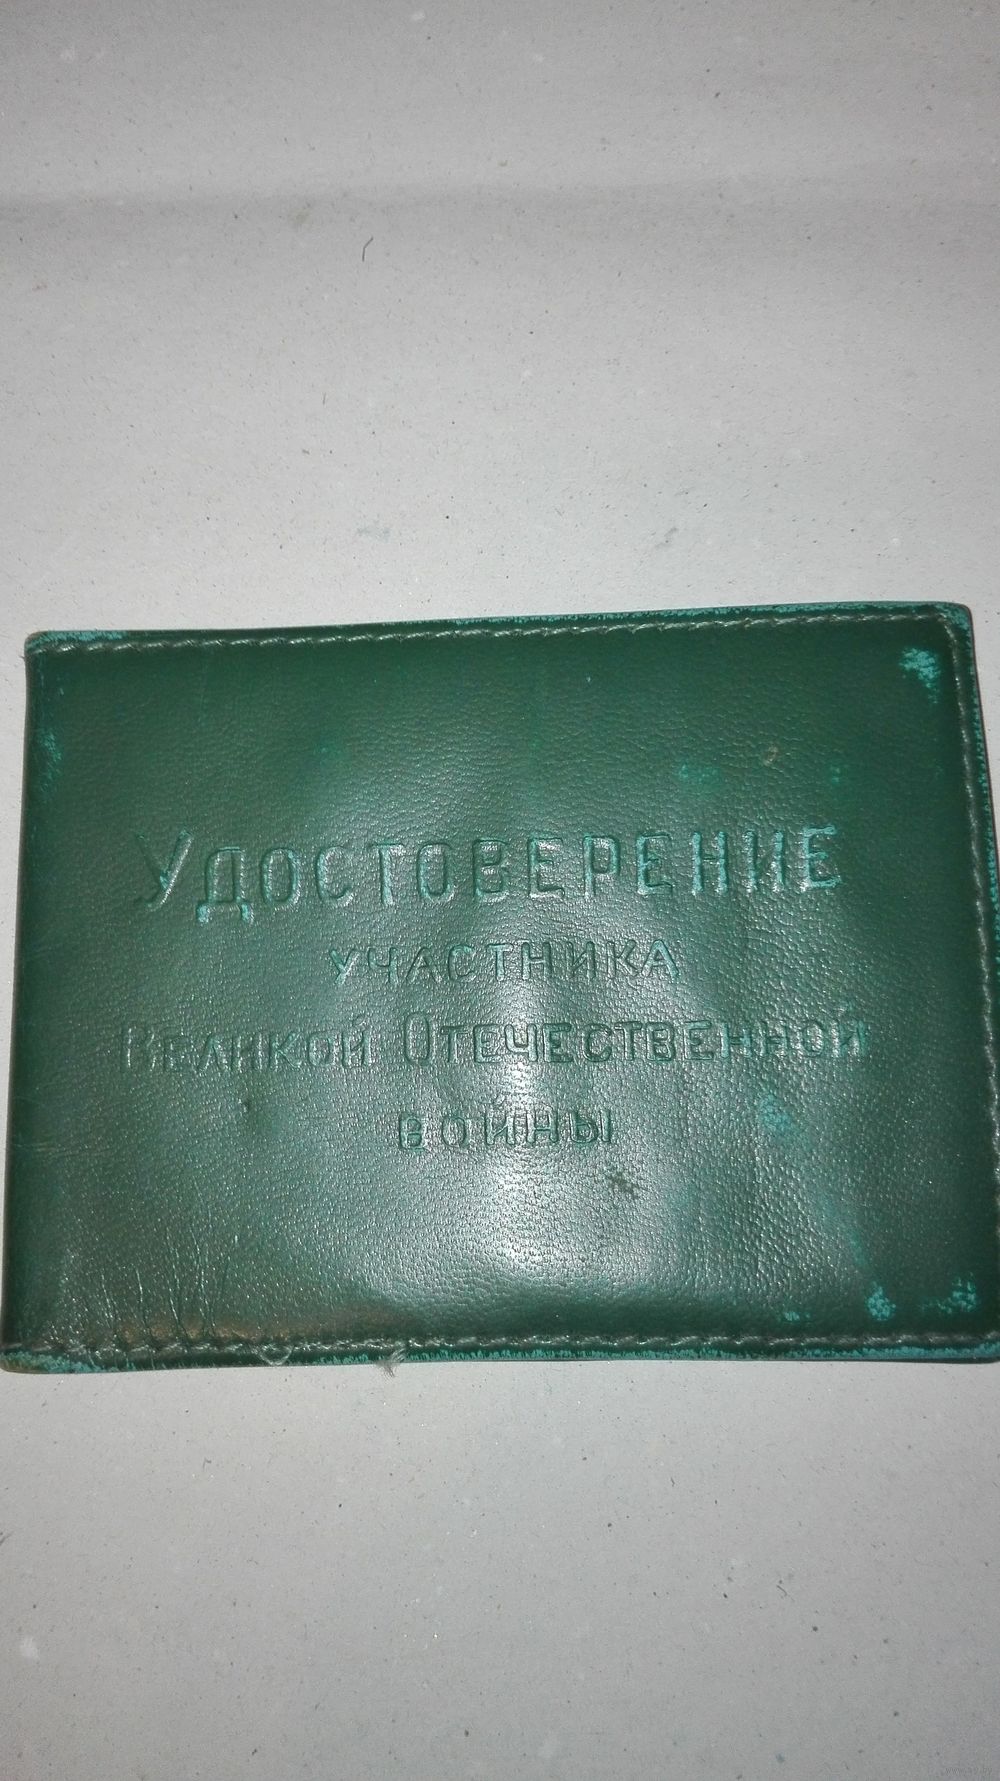 Удостоверение
участника
Великой Отечественной
войны